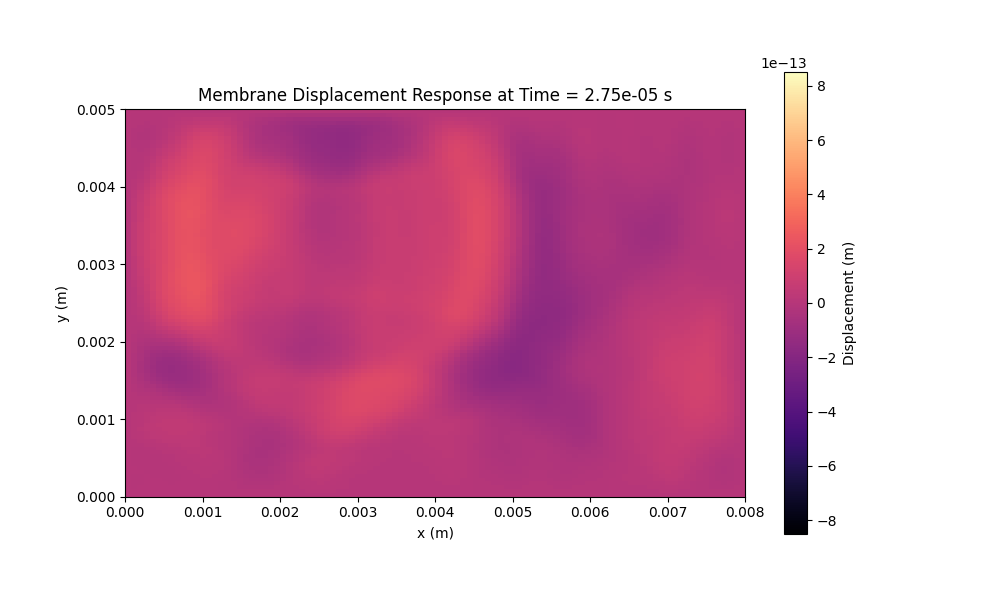 1e−13
Membrane Displacement Response at Time = 2.75e-05 s
0.005
0.004
0.003
0.002
0.001
0.000
y (m)
0.000 0.001 0.002 0.003 0.004 0.005 0.006 0.007 0.008
x (m)
8
6
4
2
0
−2
−4
−6
−8
Displacement (m)